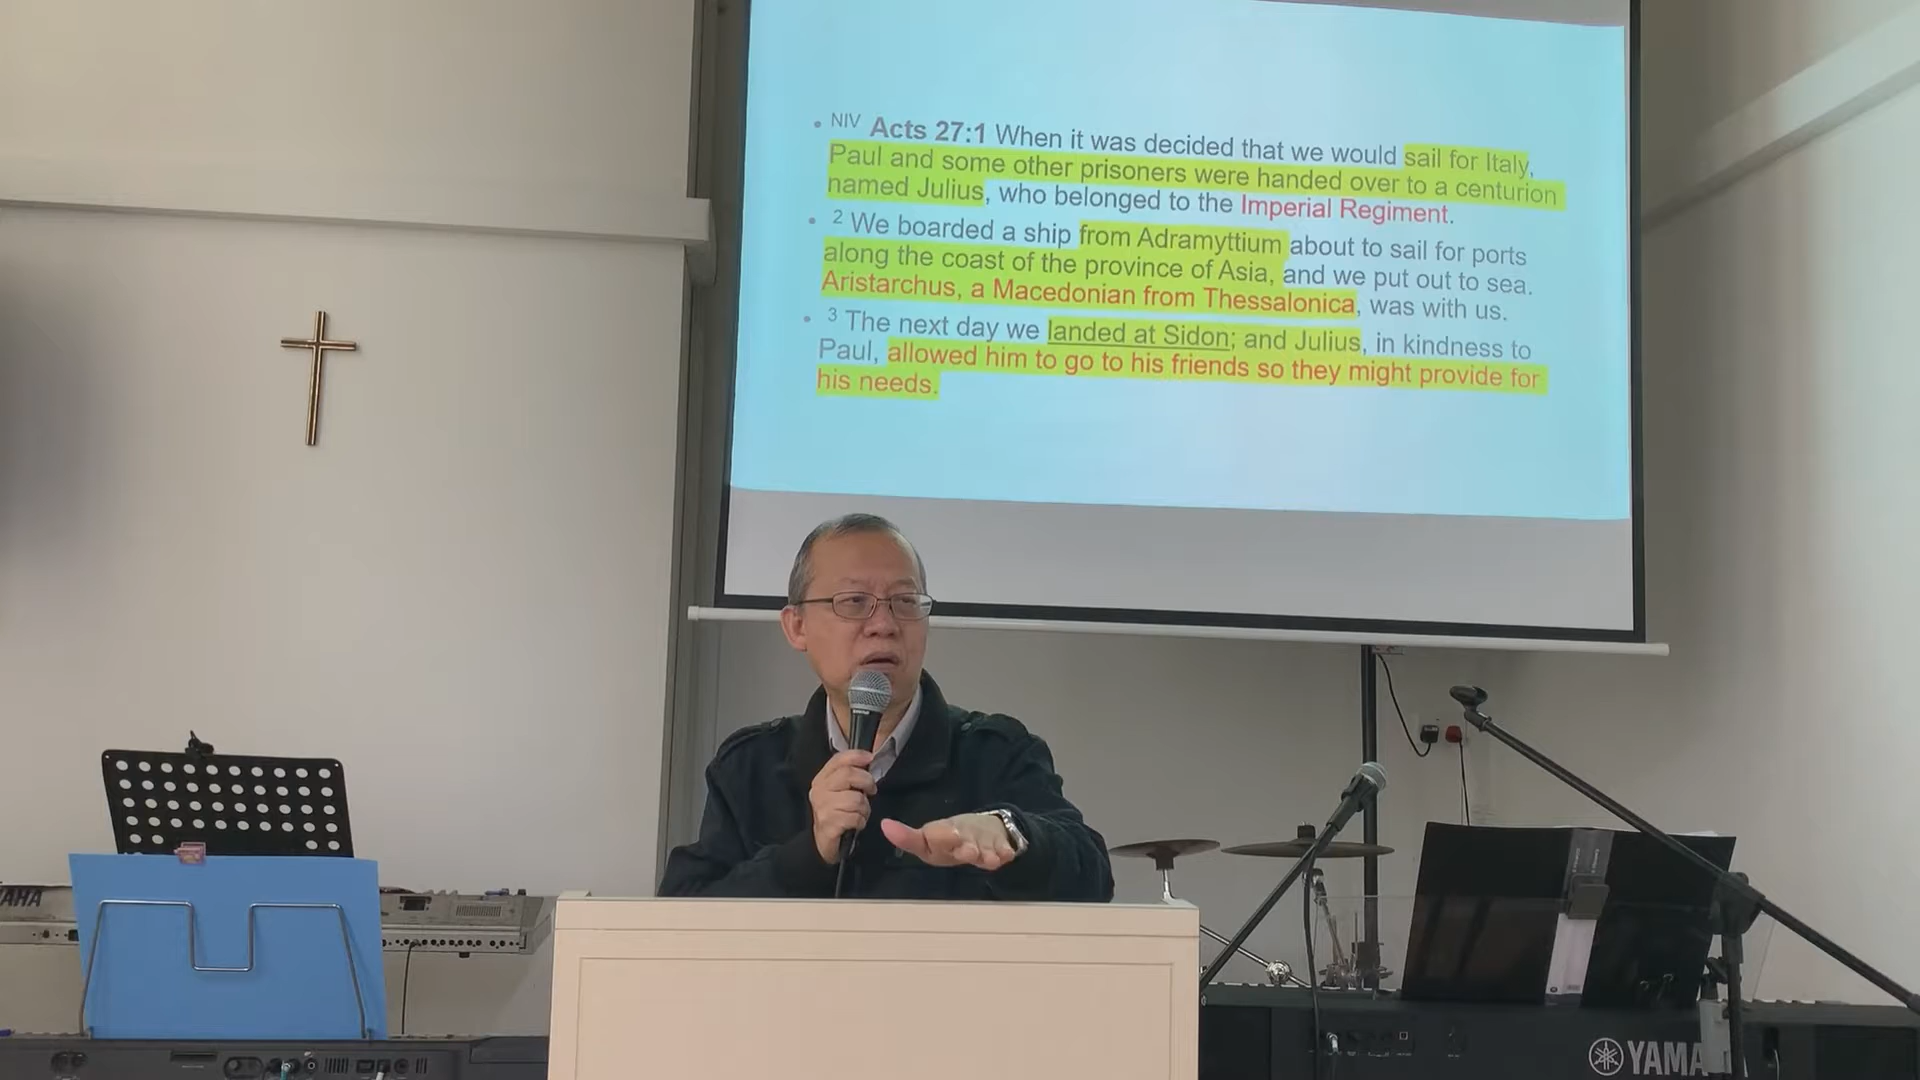 • NIV Acts 27:1 When it was decided that we would sail for Italy,
Paul and some other prisoners were handed over to a centurion
named Julius, who belonged to the Imperial Regiment.
• 2 We boarded a ship from Adramyttium about to sail for ports
along the coast of the province of Asia, and we put out to sea.
Aristarchus, a Macedonian from Thessalonica, was with us.
• 3 The next day we landed at Sidon; and Julius, in kindness to
Paul, allowed him to go to his friends so they might provide for
his needs.
AHA
YAMA